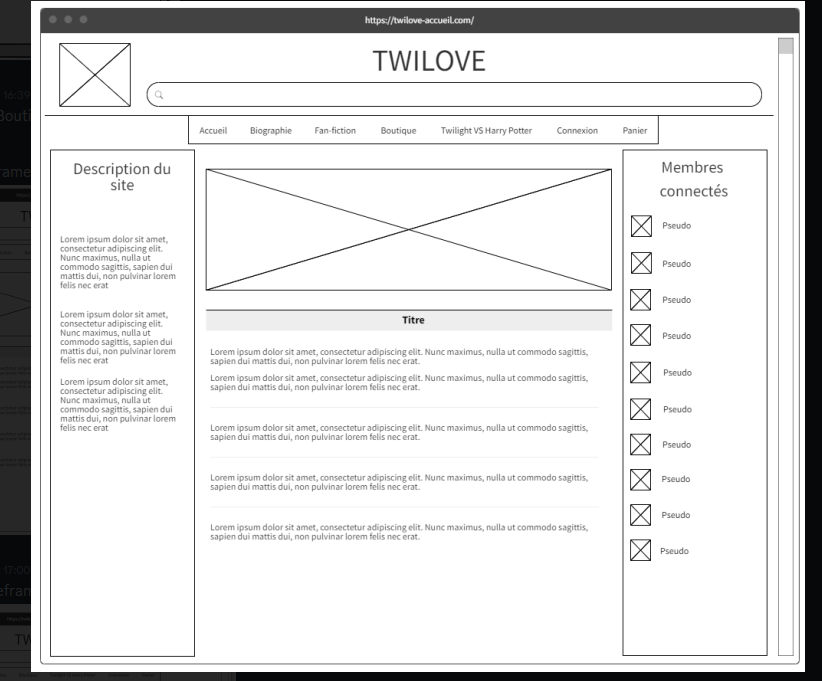 https://twilove-accueil.com/
TWILOVE
Accueil Biographie Fan-fiction Boutique Twilight VS Harry Potter Connexion Panier
Description du
site
Lorem ipsum dolor sit amet,
consectetur adipiscing elit.
Nunc maximus, nulla ut
commodo sagittis, sapien dui
mattis dui, non pulvinar lorem
felis nec erat
Lorem ipsum dolor sit amet,
consectetur adipiscing elit.
Nunc maximus, nulla ut
commodo sagittis, sapien dui
mattis dui, non pulvinar lorem
felis nec erat
Lorem ipsum dolor sit amet,
consectetur adipiscing elit.
Nunc maximus, nulla ut
commodo sagittis, sapien dui
mattis dui, non pulvinar lorem
felis nec erat
Titre
Lorem ipsum dolor sit amet, consectetur adipiscing elit. Nunc maximus, nulla ut commodo sagittis,
sapien dui mattis dui, non pulvinar lorem felis nec erat.
Lorem ipsum dolor sit amet, consectetur adipiscing elit. Nunc maximus, nulla ut commodo sagittis,
sapien dui mattis dui, non pulvinar lorem felis nec erat.
Lorem ipsum dolor sit amet, consectetur adipiscing elit. Nunc maximus, nulla ut commodo sagittis,
sapien dui mattis dui, non pulvinar lorem felis nec erat.
Lorem ipsum dolor sit amet, consectetur adipiscing elit. Nunc maximus, nulla ut commodo sagittis,
sapien dui mattis dui, non pulvinar lorem felis nec erat.
Lorem ipsum dolor sit amet, consectetur adipiscing elit. Nunc maximus, nulla ut commodo sagittis,
sapien dui mattis dui, non pulvinar lorem felis nec erat.
Membres
connectés
Pseudo
Pseudo
Pseudo
Pseudo
Pseudo
Pseudo
Pseudo
Pseudo
Pseudo
Pseudo